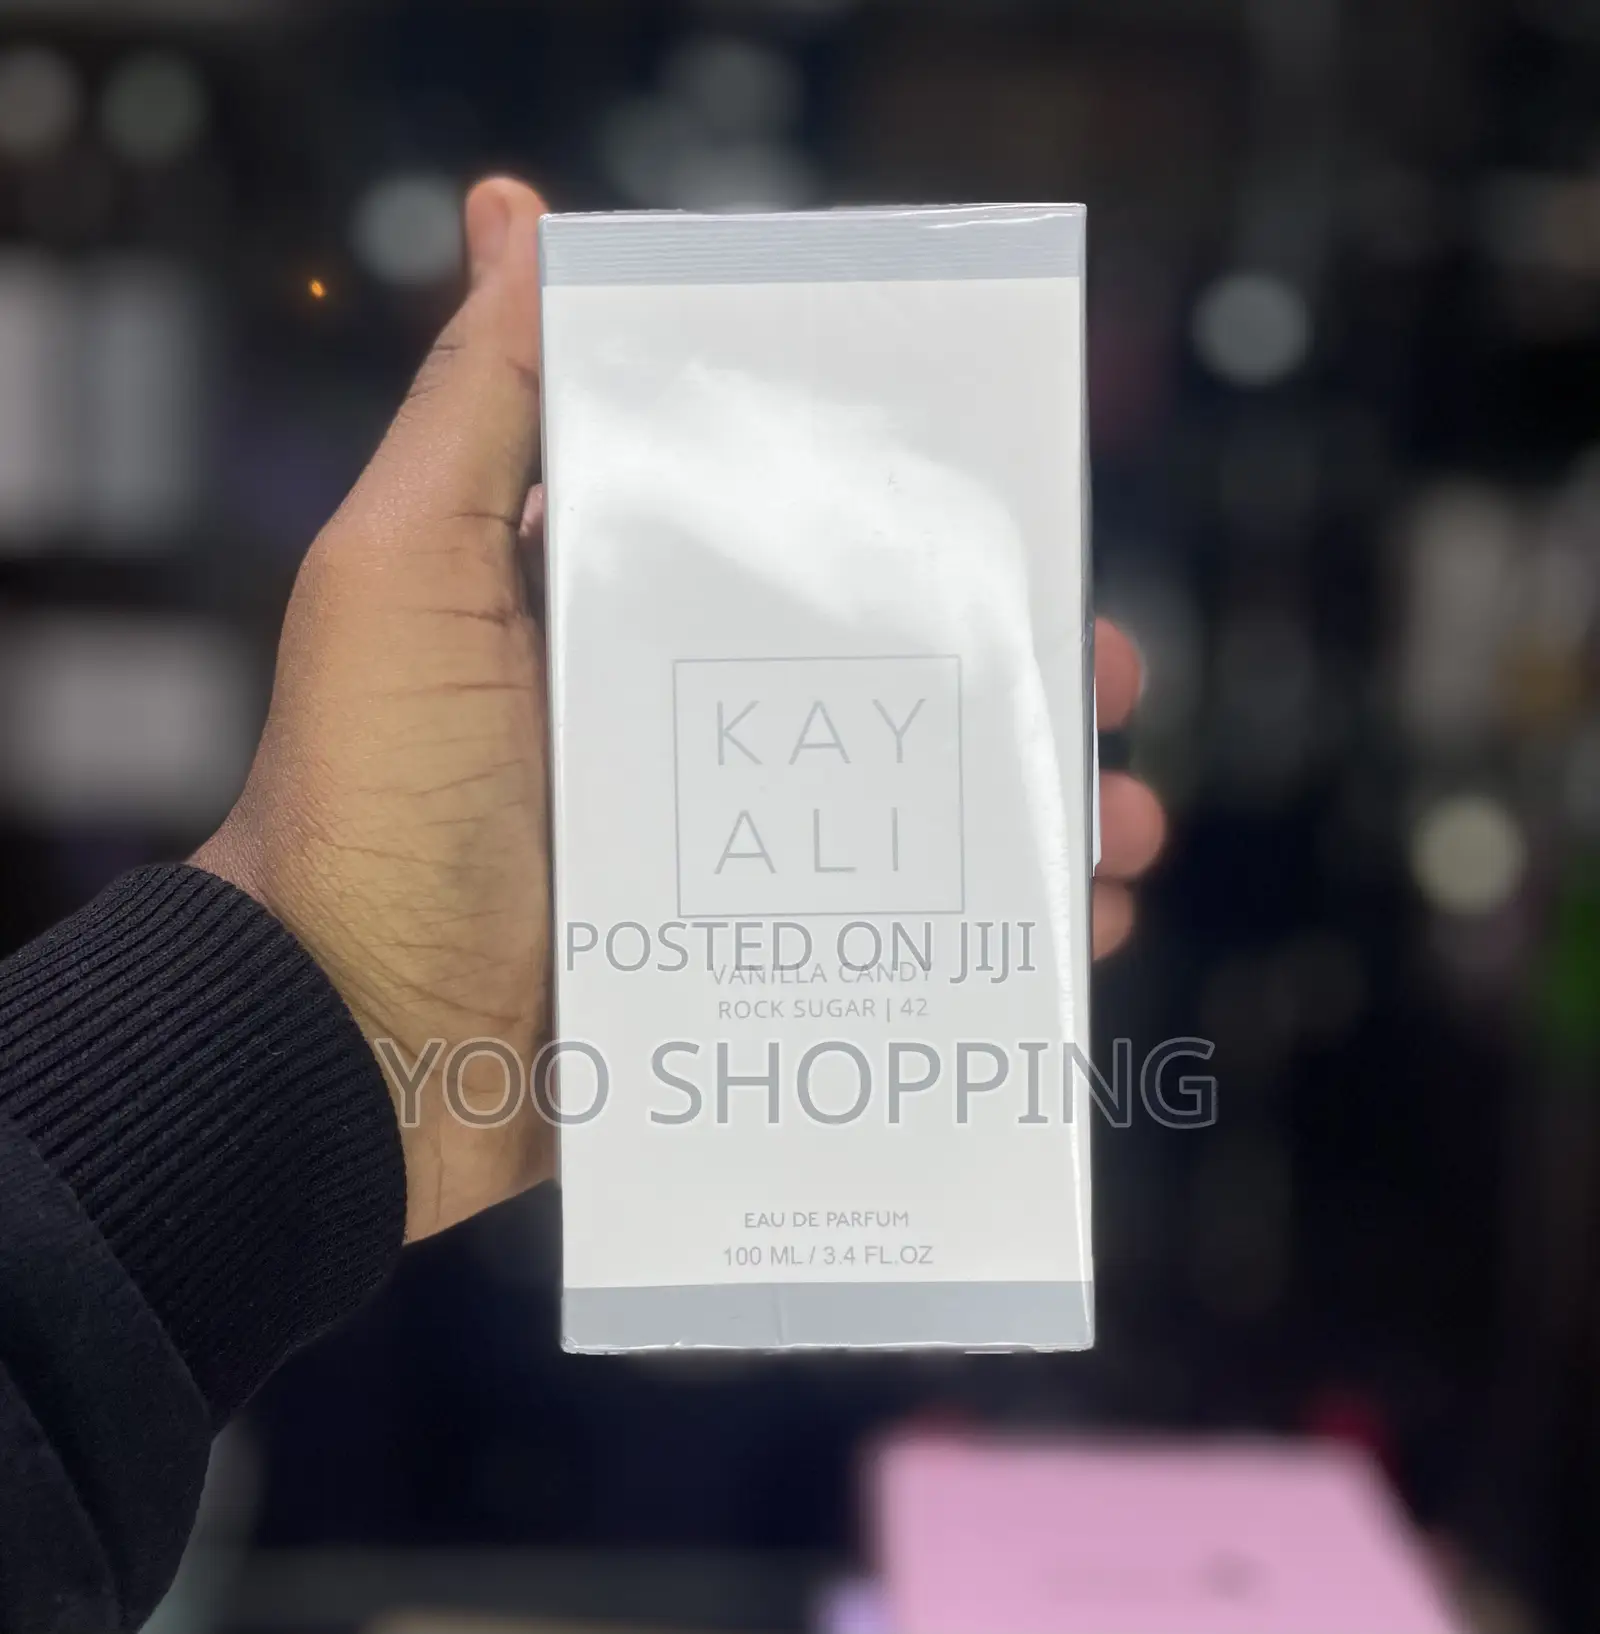 KAY
ALI
POSTED ON JIJI
VANILLA CANDY
ROCK SUGAR | 42
YOO SHOPPING
EAU DE PARFUM
100 ML / 3.4 FL.OZ